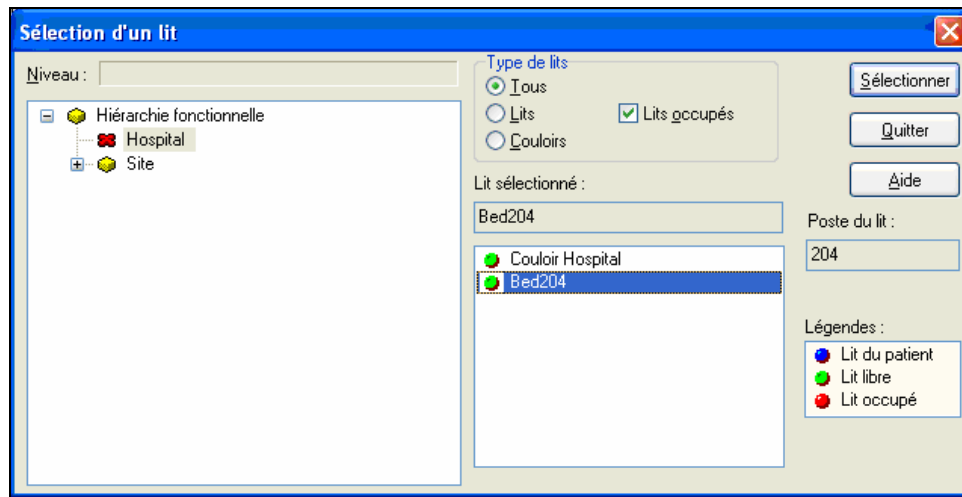 Sélection d'un lit
Niveau :
Hiérarchie fonctionnelle
Hospital
Site
Type de lits
Tous
Lits
Lits occupés
Couloirs
Lit sélectionné :
Bed204
Couloir Hospital
Bed204
Sélectionner
Quitter
Aide
Poste du lit :
204
Légendes :
Lit du patient
Lit libre
Lit occupé